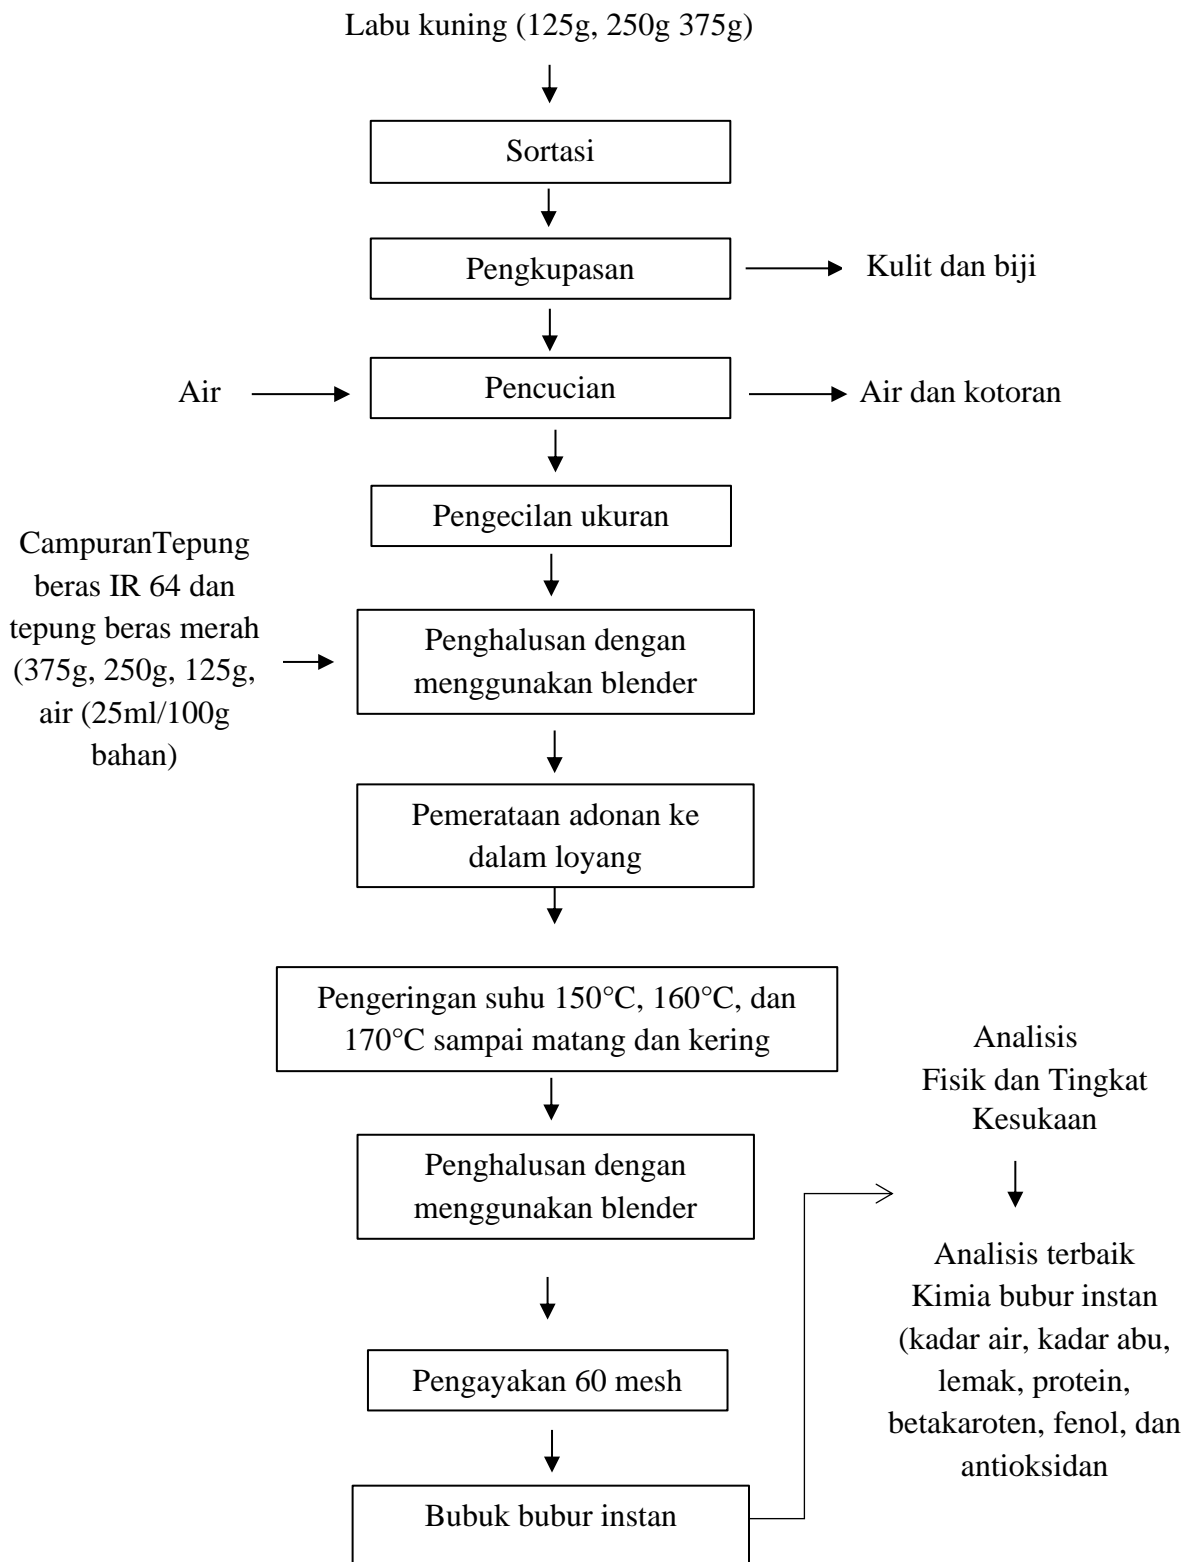 Labu kuning (125g, 250g 375g)
Sortasi
Pengkupasan
Kulit dan biji
Air
Pencucian
Air dan kotoran
Pengecilan ukuran
CampuranTepung
beras IR 64 dan
tepung beras merah
(375g, 250g, 125g,
air (25ml/100g
bahan)
Penghalusan dengan
menggunakan blender
Pemerataan adonan ke
dalam loyang
Pengeringan suhu 150°C, 160°C, dan
170°C sampai matang dan kering
Penghalusan dengan
menggunakan blender
Pengayakan 60 mesh
Bubuk bubur instan
Analisis
Fisik dan Tingkat
Kesukaan
Analisis terbaik
Kimia bubur instan
(kadar air, kadar abu,
lemak, protein,
betakaroten, fenol, dan
antioksidan